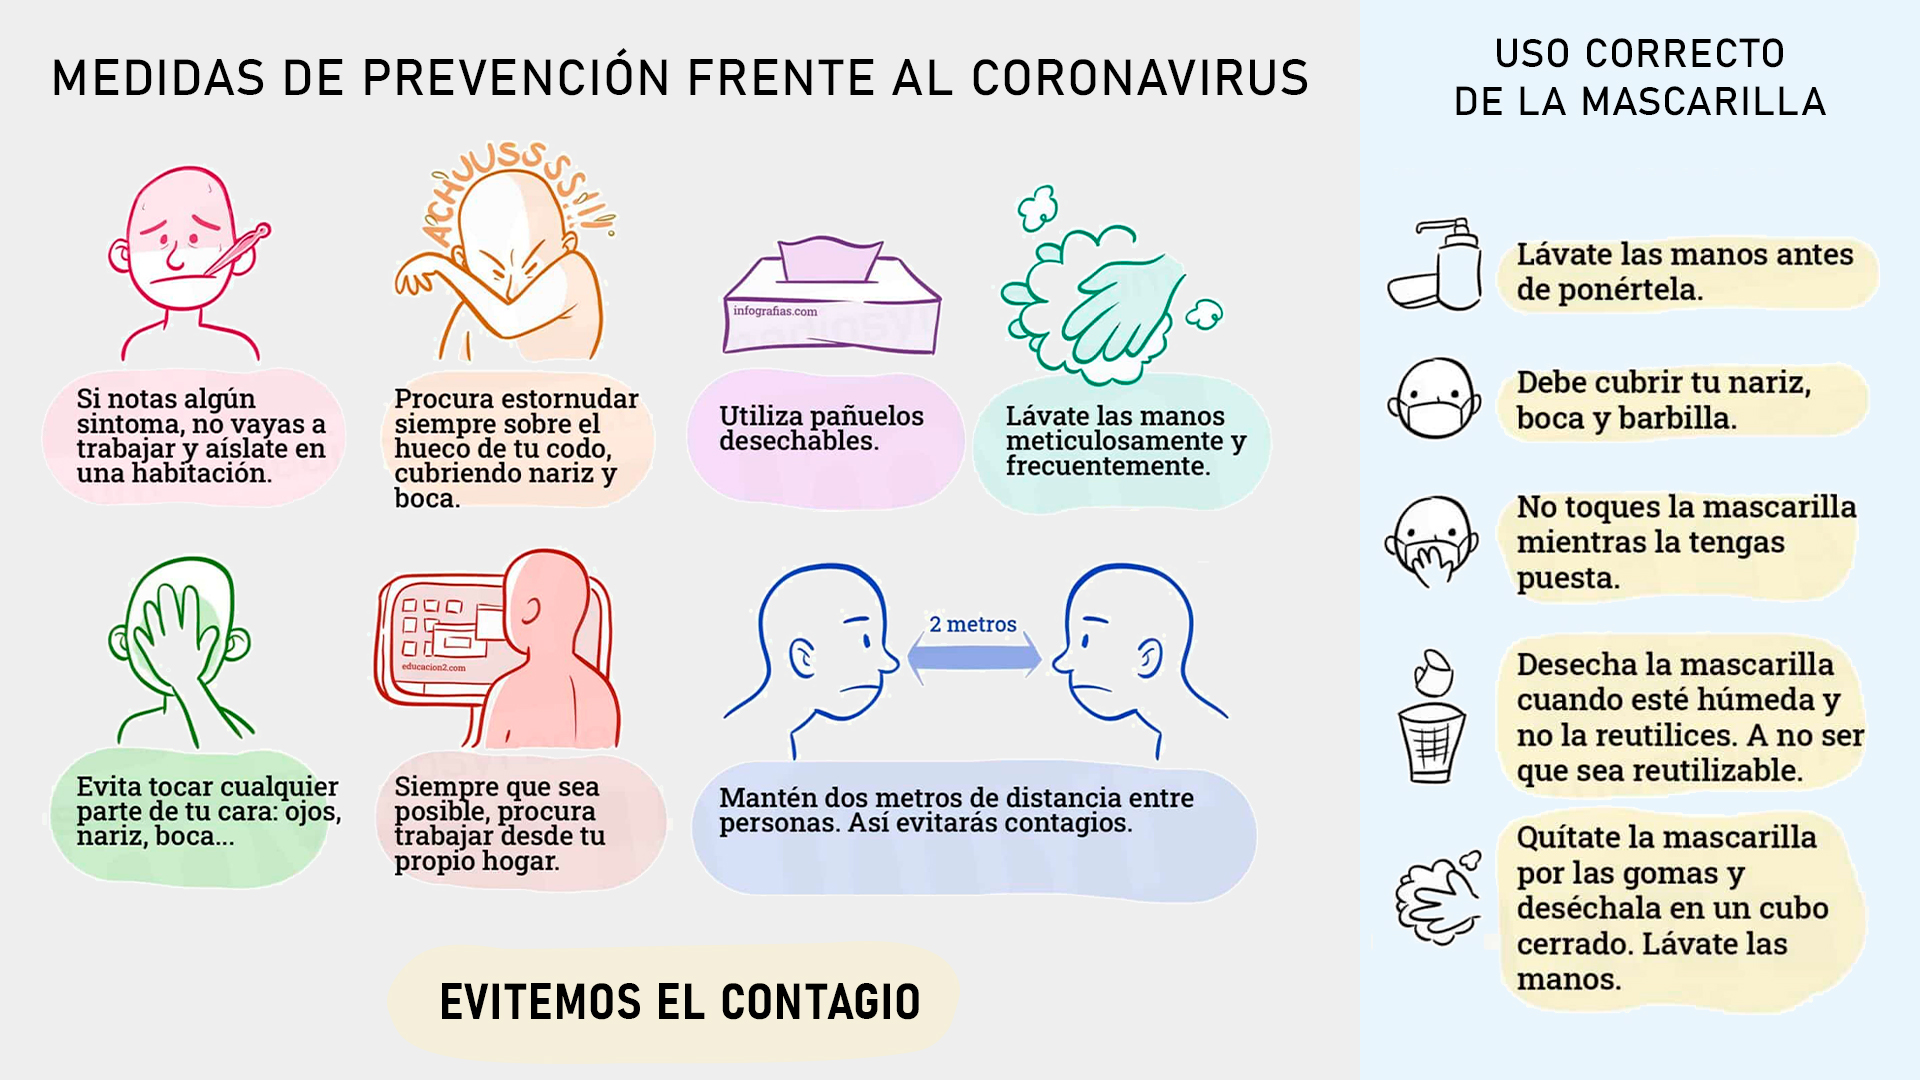 MEDIDAS DE PREVENCIÓN FRENTE AL CORONAVIRUS
ACHJUUSSSSS!!!
Si notas algún
sintoma, no vayas a
trabajar y aíslate en
una habitación.
Procura estornudar
siempre sobre el
hueco de tu codo,
cubriendo nariz y
boca.
infografias.com
Utiliza pañuelos
desechables.
Lávate las manos
meticulosamente y
frecuentemente.
Evita tocar cualquier
parte de tu cara: ojos,
nariz, boca...
educacion2.com
Siempre que sea
posible, procura
trabajar desde tu
propio hogar.
2 metros
Mantén dos metros de distancia entre
personas. Así evitarás contagios.
EVITEMOS EL CONTAGIO
USO CORRECTO
DE LA MASCARILLA
Lávate las manos antes
de ponértela.
Debe cubrir tu nariz,
boca y barbilla.
No toques la mascarilla
mientras la tengas
puesta.
Desecha la mascarilla
cuando esté húmeda y
no la reutilices. A no ser
que sea reutilizable.
Quítate la mascarilla
por las gomas y
deséchala en un cubo
cerrado. Lávate las
manos.